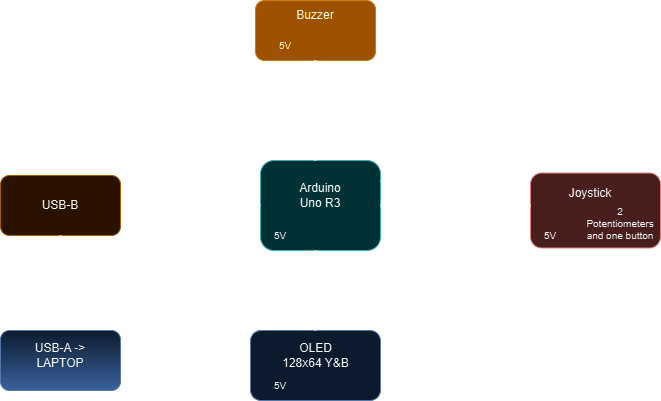 Buzzer
5V
Arduino
Uno R3
5V
USB-B
Joystick
2
Potentiometers
and one button
5V
USB-A ->
LAPTOP
OLED
128x64 Y&B
5V